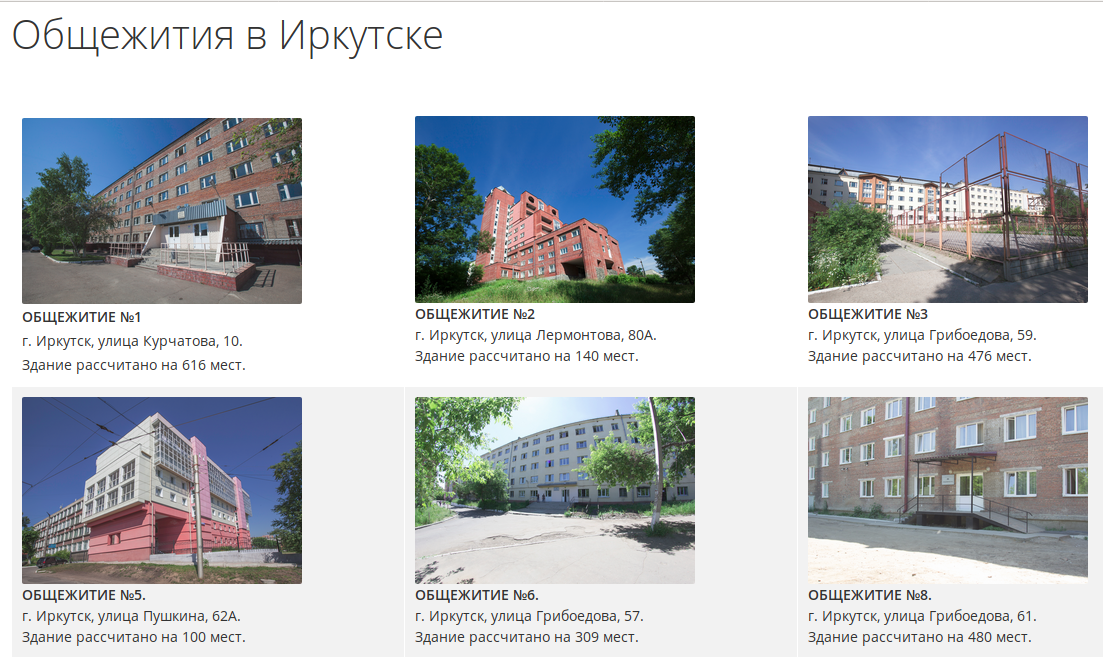 Общежития в Иркутске
ОБЩЕЖИТИЕ №1
г. Иркутск, улица Курчатова, 10.
Здание рассчитано на 616 мест.
ОБЩЕЖИТИЕ №2
г. Иркутск, улица Лермонтова, 80А.
Здание рассчитано на 140 мест.
ОБЩЕЖИТИЕ №3
г. Иркутск, улица Грибоедова, 59.
Здание рассчитано на 476 мест.
ОБЩЕЖИТИЕ №5.
г. Иркутск, улица Пушкина, 62А.
Здание рассчитано на 100 мест.
ОБЩЕЖИТИЕ №6.
г. Иркутск, улица Грибоедова, 57.
Здание рассчитано на 309 мест.
ОБЩЕЖИТИЕ №8.
г. Иркутск, улица Грибоедова, 61.
Здание рассчитано на 480 мест.